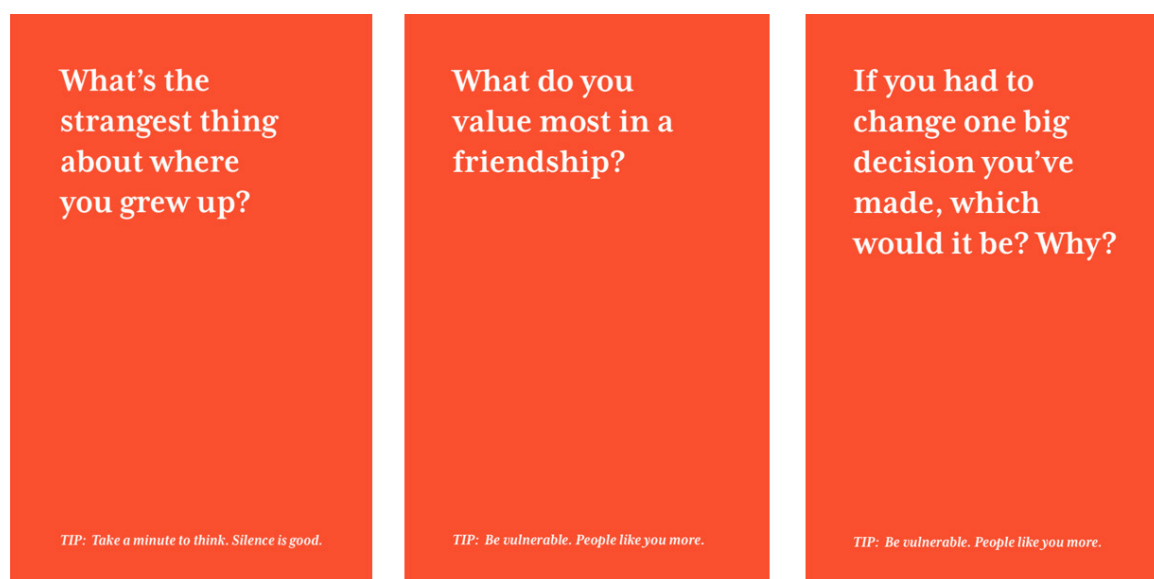 What’s the
strangest thing
about where
you grew up?
TIP: Take a minute to think. Silence is good.
What do you
value most in a
friendship?
TIP: Be vulnerable. People like you more.
If you had to
change one big
decision you’ve
made, which
would it be? Why?
TIP: Be vulnerable. People like you more.